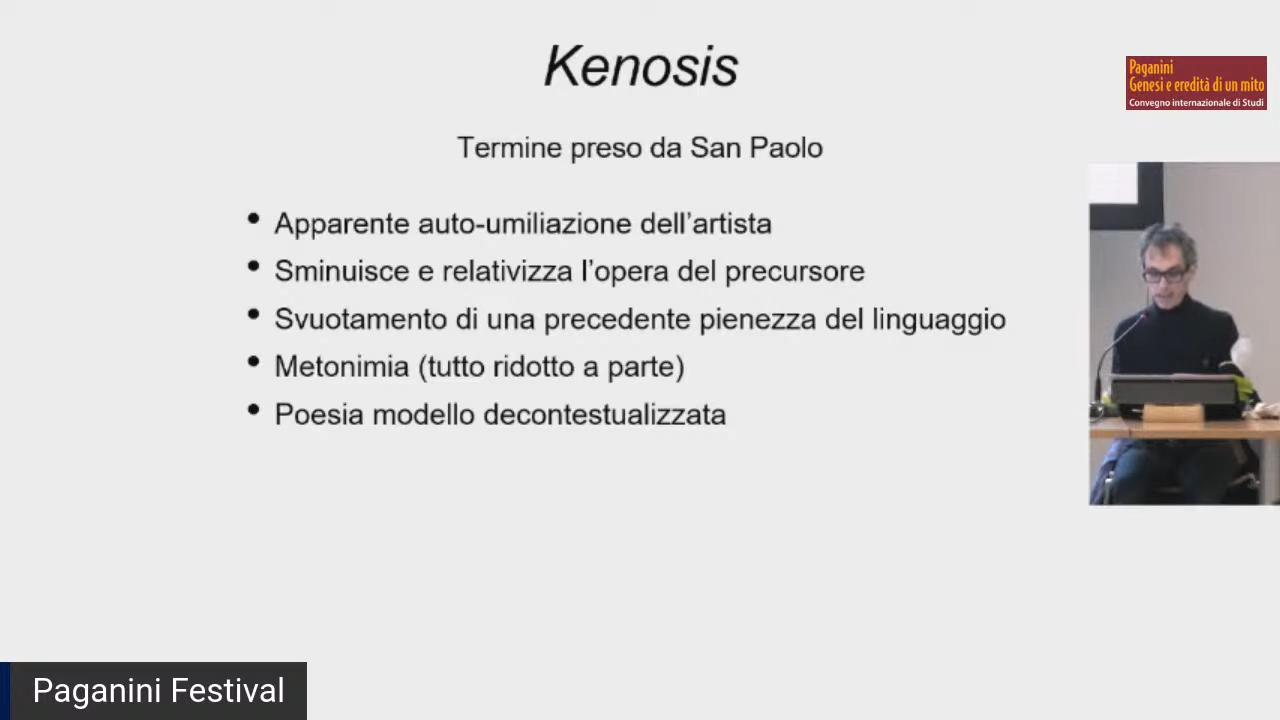 Kenosis
Paganini
Genesi e eredità di un mito
Convegno internazionale di Studi
Termine preso da San Paolo
• Apparente auto-umiliazione dell’artista
• Sminuisce e relativizza l’opera del precursore
• Svuotamento di una precedente pienezza del linguaggio
• Metonimia (tutto ridotto a parte)
• Poesia modello decontestualizzata
Paganini Festival